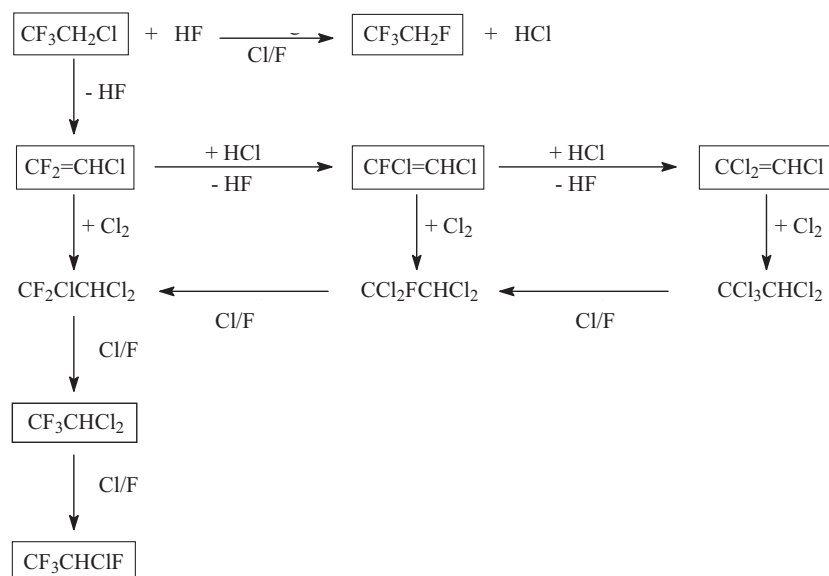 CF₃CH₂Cl + HF Cl/F CF₃CH₂F + HCl
- HF
CF₂=CHCl + HCl - HF CFCl=CHCl + HCl - HF CCl₂=CHCl
+ Cl₂ + Cl₂ + Cl₂
CF₂ClCHCl₂ Cl/F CCl₂FCHCl₂ Cl/F CCl₃CHCl₂
Cl/F
CF₃CHCl₂
Cl/F
CF₃CHClF